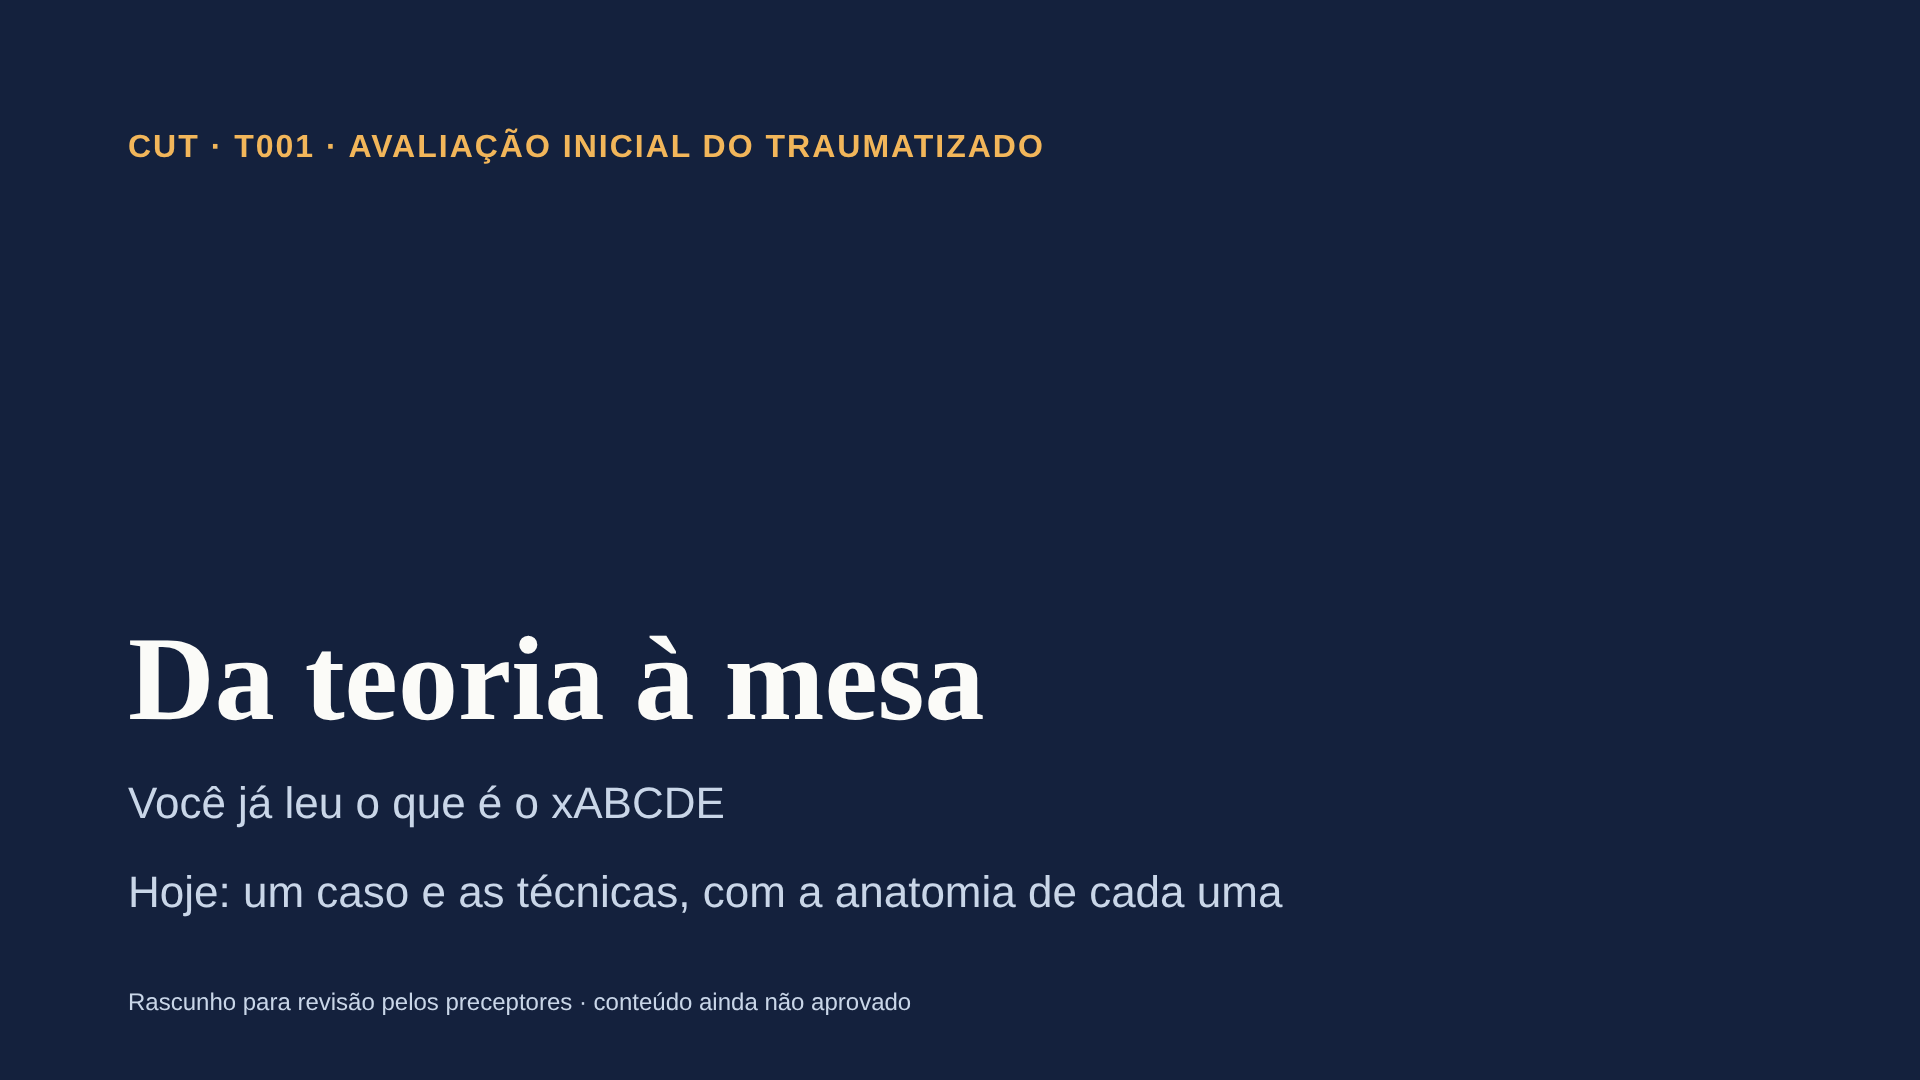 CUT · T001 · AVALIAÇÃO INICIAL DO TRAUMATIZADO
Da teoria à mesa
Você já leu o que é o xABCDE
Hoje: um caso e as técnicas, com a anatomia de cada uma
Rascunho para revisão pelos preceptores · conteúdo ainda não aprovado